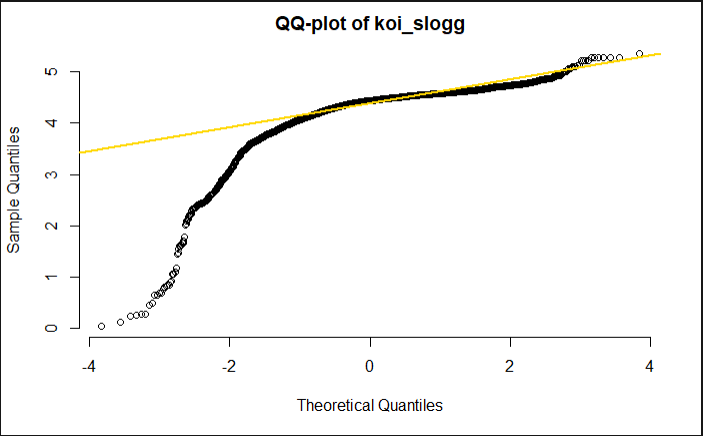 QQ-plot of koi_slogg
Sample Quantiles
5
4
3
2
1
0
-4 -2 0 2 4
Theoretical Quantiles